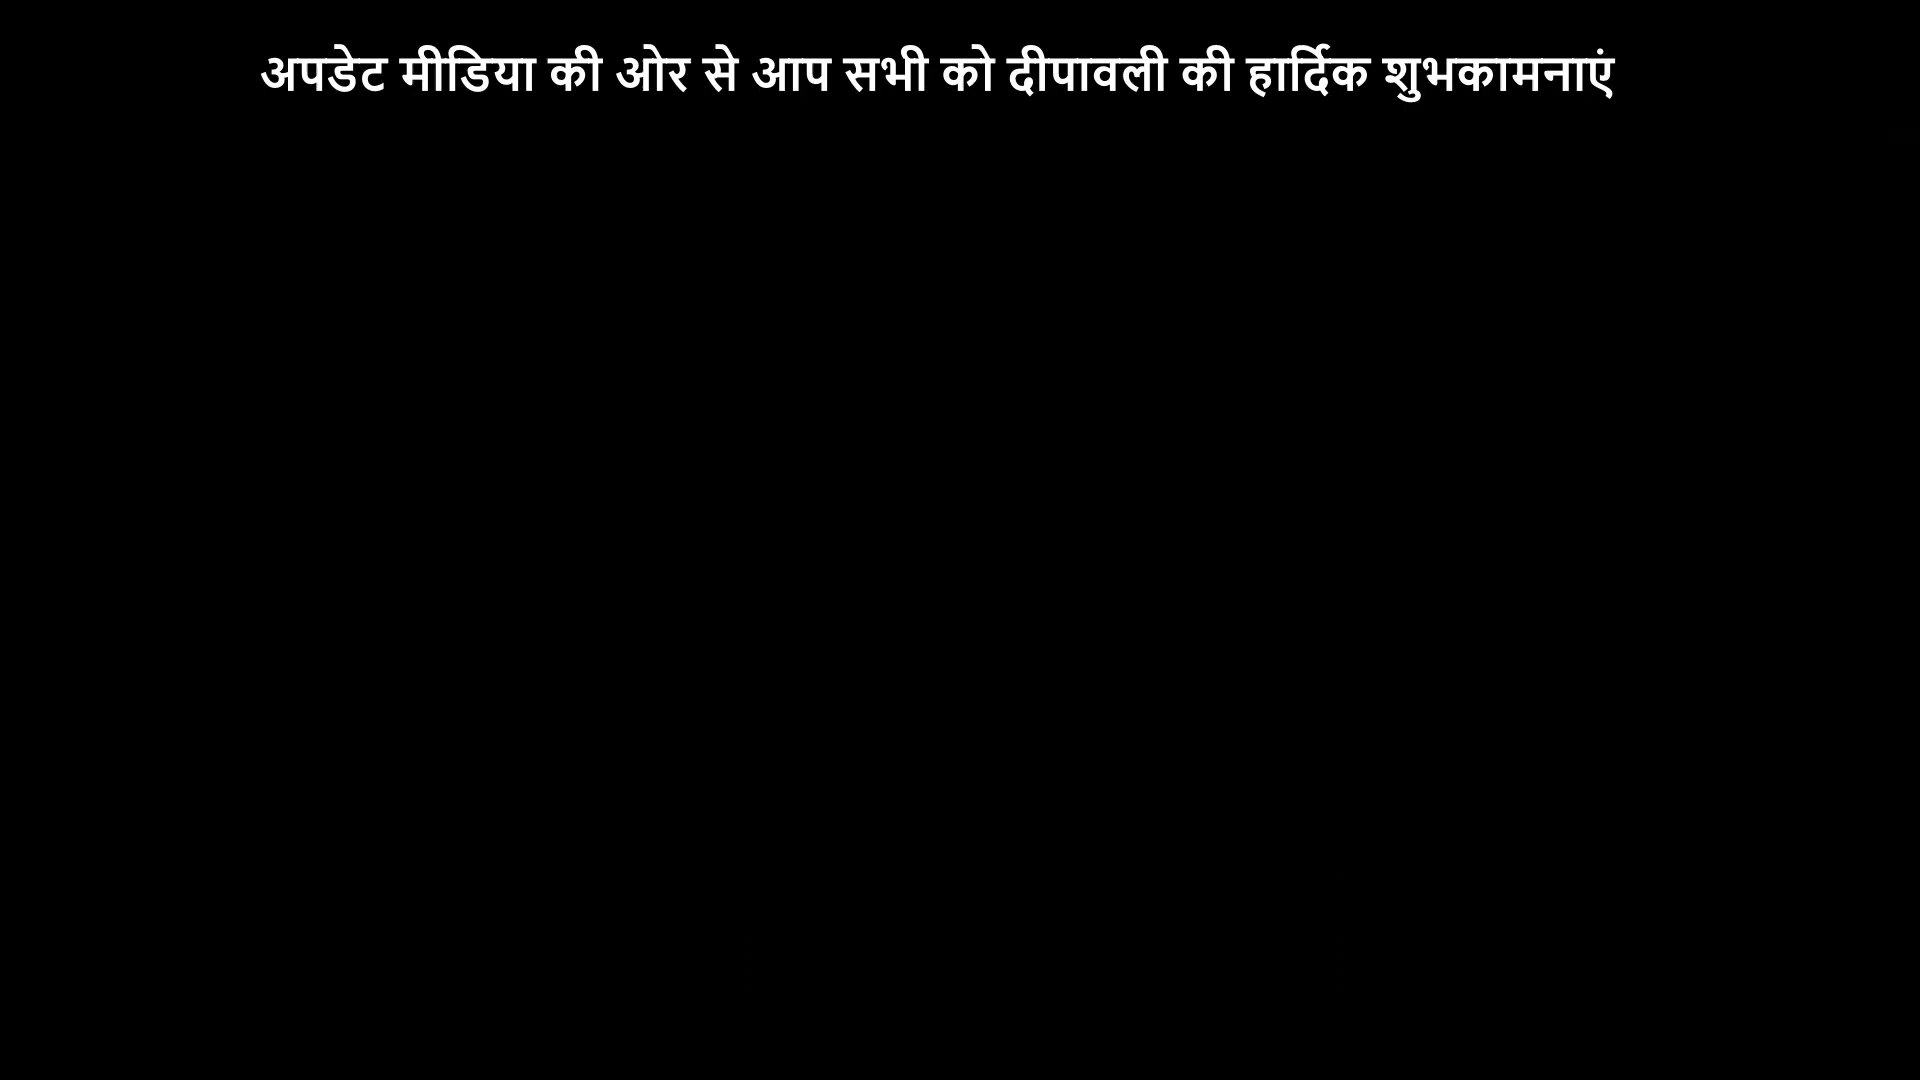 अपडेट मीडिया की ओर से आप सभी को दीपावली की हार्दिक शुभकामनाएं